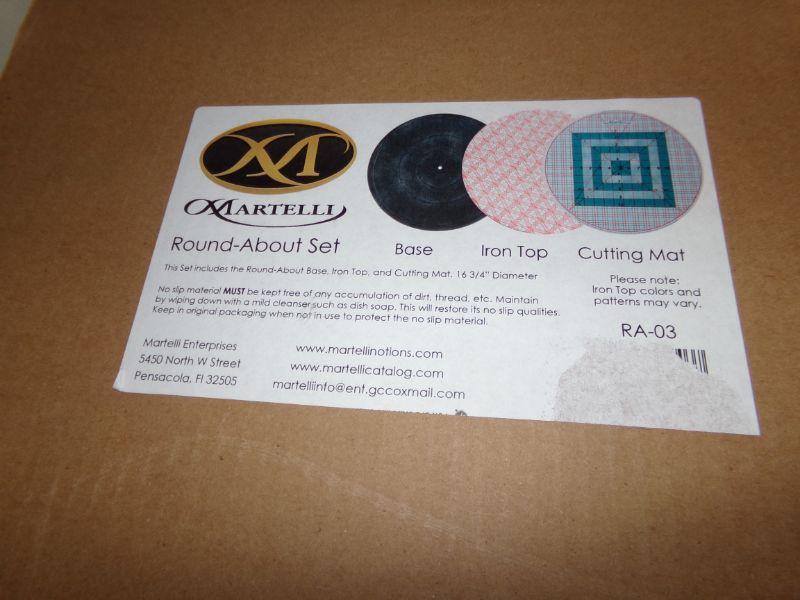 XM
MARTELLI
Round-About Set
Base
Iron Top
Cutting Mat
This Set includes the Round-About Base, Iron Top, and Cutting Mat. 16 3/4" Diameter
No slip material MUST be kept free of any accumulation of dirt, thread, etc. Maintain
by wiping down with a mild cleanser such as dish soap. This will restore its no slip qualities.
Keep in original packaging when not in use to protect the no slip material.
Please note:
Iron Top colors and
patterns may vary.
RA-03
Martelli Enterprises
5450 North W Street
Pensacola, Fl 32505
www.martellinotions.com
www.martellicatalog.com
martelliinfo@ent.gccoxmail.com